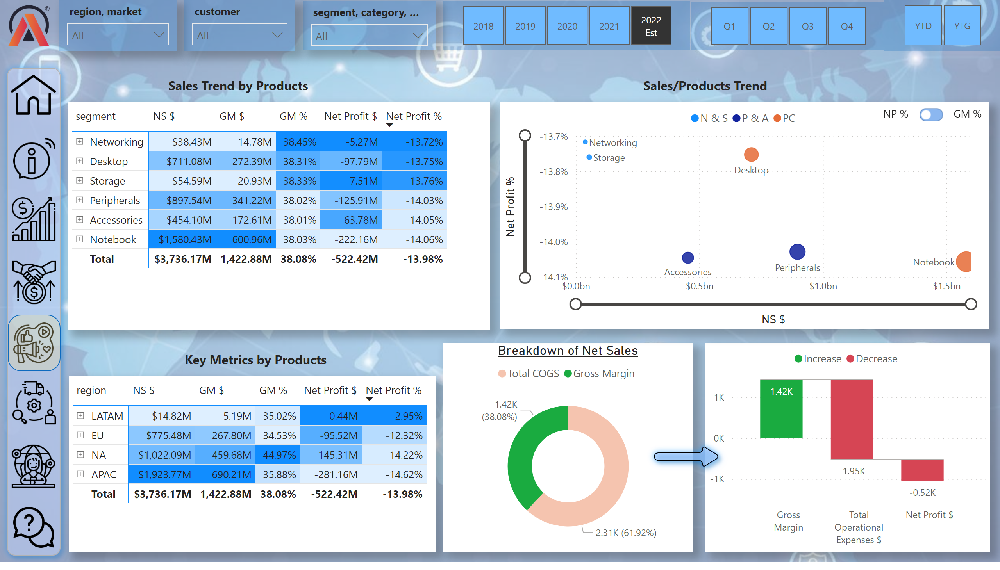 ®
region, market
All
customer
All
segment, category, ...
All
2018
2019
2020
2021
2022
Est
Q1
Q2
Q3
Q4
YTD
YTG
Sales Trend by Products
segment NS $ GM $ GM % Net Profit $ Net Profit %
Networking $38.43M 14.78M 38.45% -5.27M -13.72%
Desktop $711.08M 272.39M 38.31% -97.79M -13.75%
Storage $54.59M 20.93M 38.33% -7.51M -13.76%
Peripherals $897.54M 341.22M 38.02% -125.91M -14.03%
Accessories $454.10M 172.61M 38.01% -63.78M -14.05%
Notebook $1,580.43M 600.96M 38.03% -222.16M -14.06%
Total $3,736.17M 1,422.88M 38.08% -522.42M -13.98%
Sales/Products Trend
N & S P & A PC
NP % GM %
Net Profit %
-13.7%
-13.8%
-13.9%
-14.0%
-14.1%
Networking
Storage
Desktop
Accessories
Peripherals
Notebook
$0.0bn $0.5bn $1.0bn $1.5bn
NS $
Key Metrics by Products
region NS $ GM $ GM % Net Profit $ Net Profit %
LATAM $14.82M 5.19M 35.02% -0.44M -2.95%
EU $775.48M 267.80M 34.53% -95.52M -12.32%
NA $1,022.09M 459.68M 44.97% -145.31M -14.22%
APAC $1,923.77M 690.21M 35.88% -281.16M -14.62%
Total $3,736.17M 1,422.88M 38.08% -522.42M -13.98%
Breakdown of Net Sales
Total COGS Gross Margin
1.42K
(38.08%)
2.31K (61.92%)
Increase Decrease
1K
0K
-1K
1.42K
-1.95K
-0.52K
Gross
Margin
Total
Operational
Expenses $
Net Profit $